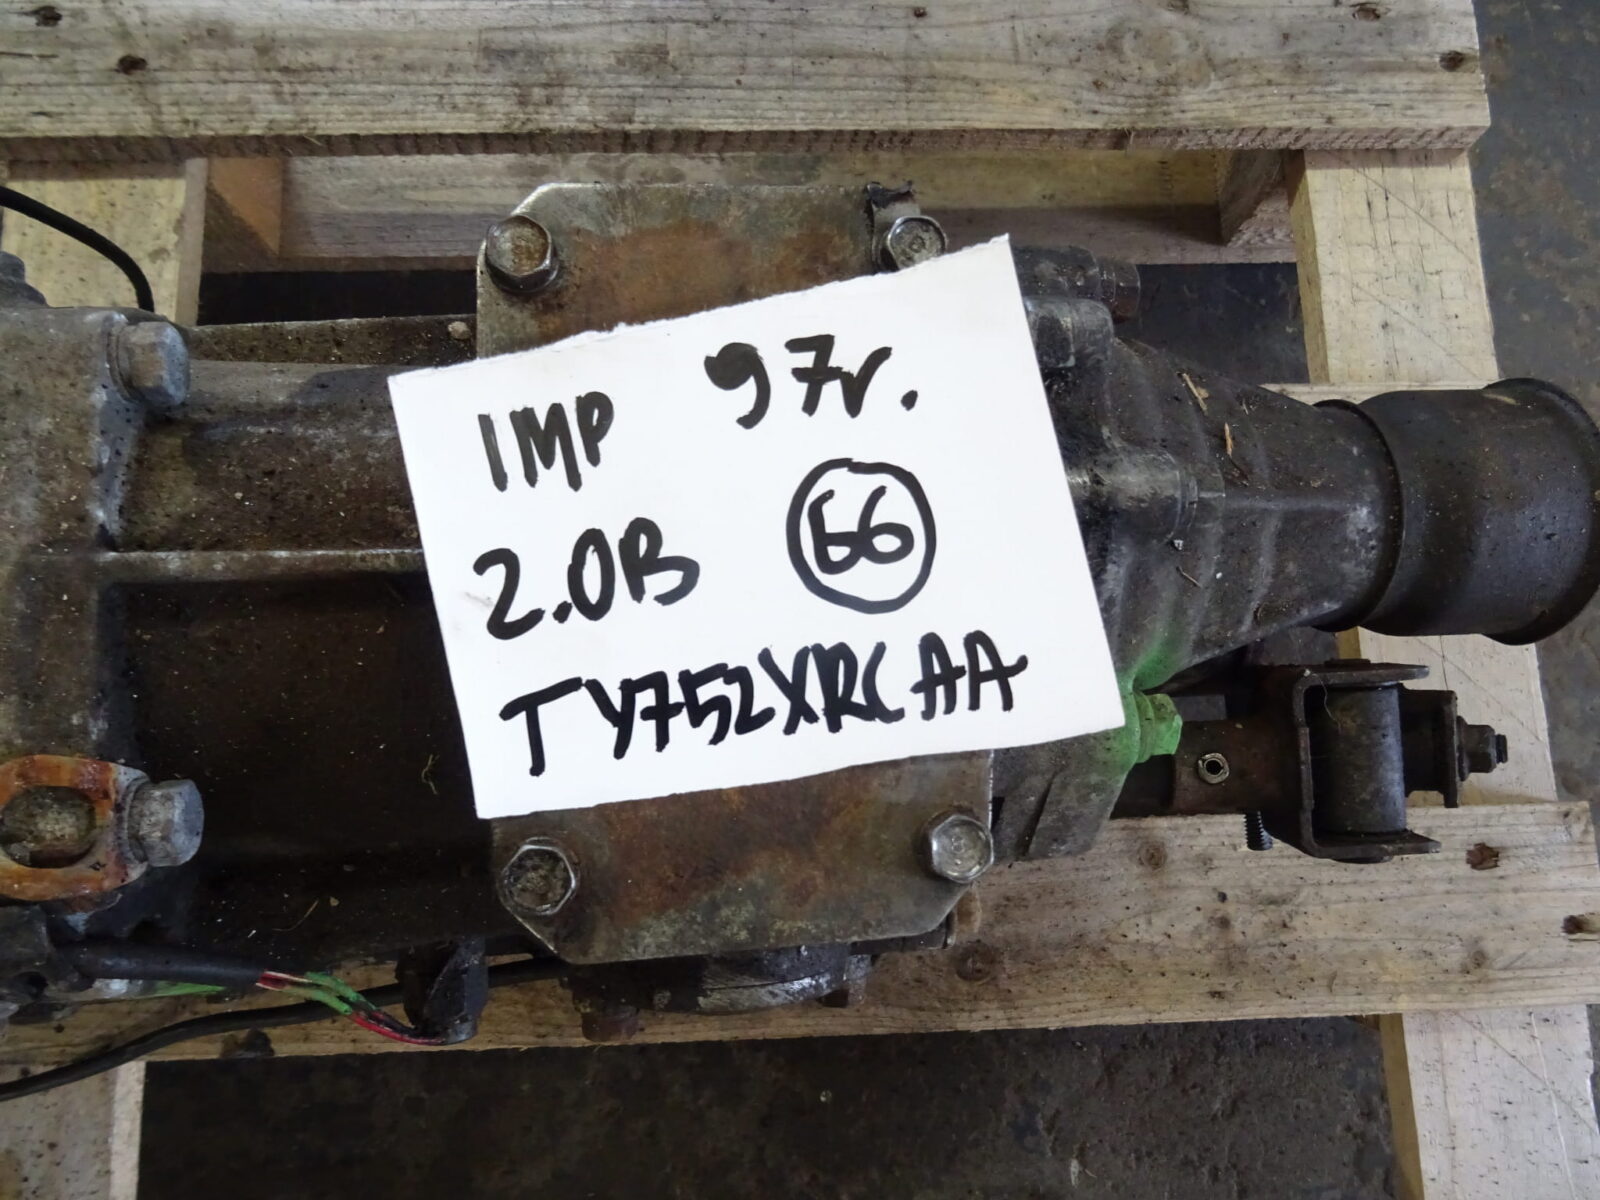 IMP 97r.
2.0B 66
TY752XRCAA